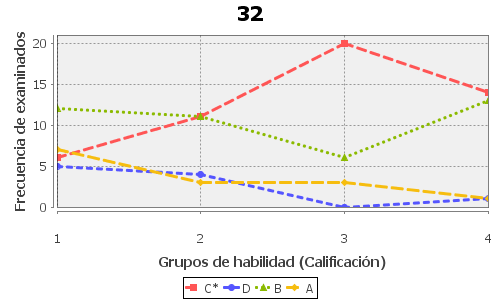 32
Frecuencia de examinados
20
15
10
5
0
1 2 3 4
Grupos de habilidad (Calificación)
C* D B A